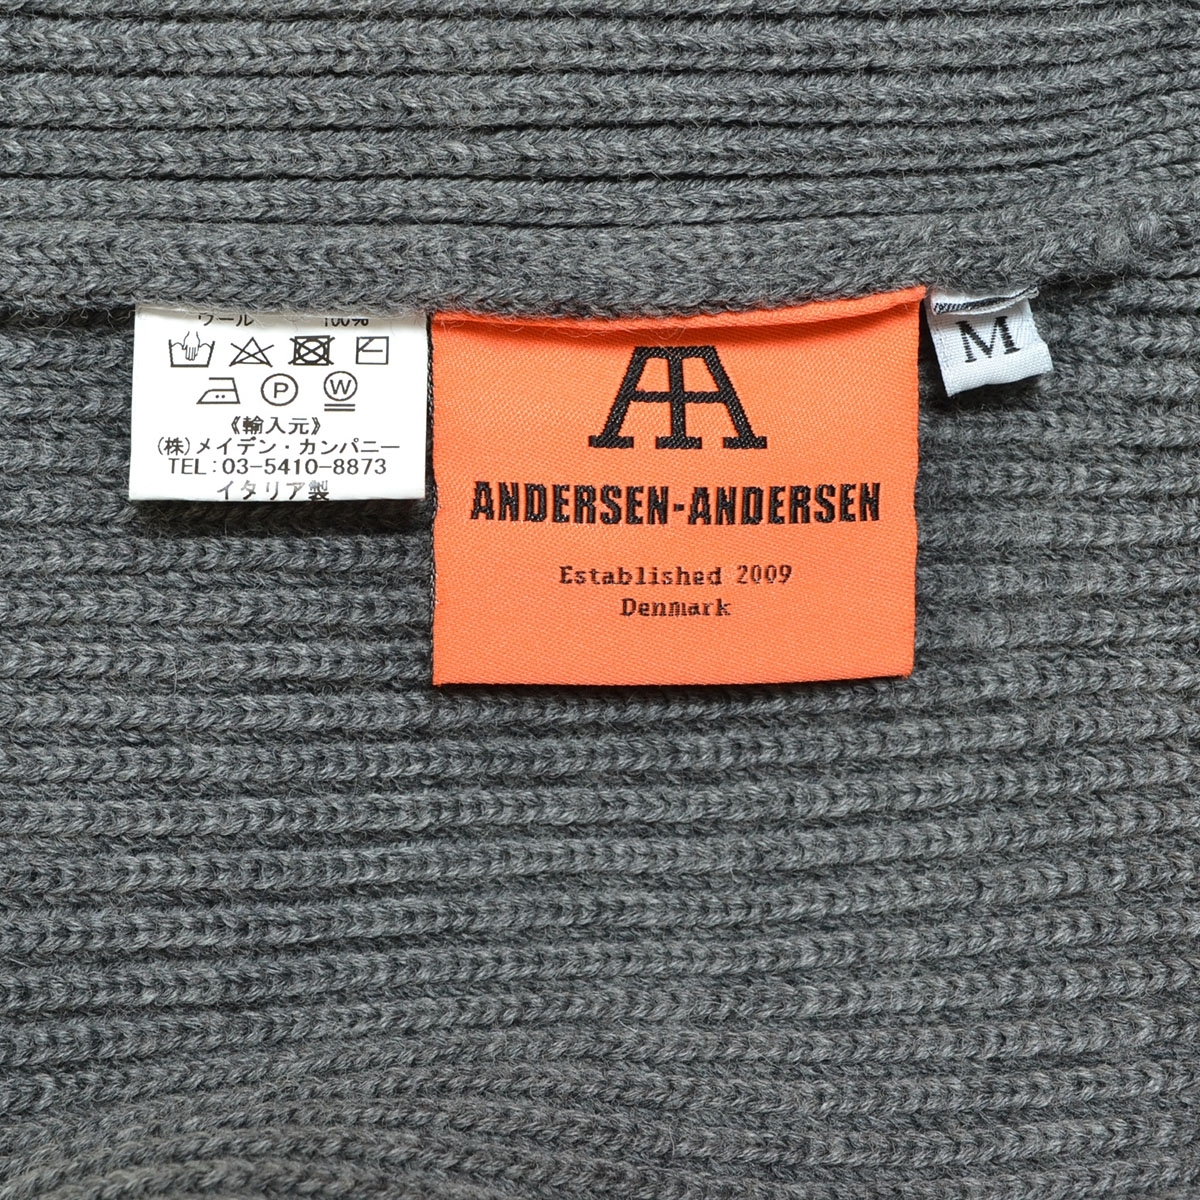 ウール 100%
P W
《輸入元》
(株)メイデン・カンパニー
TEL:03-5410-8873
イタリア製
AA
ANDERSEN-ANDERSEN
Established 2009
Denmark
M